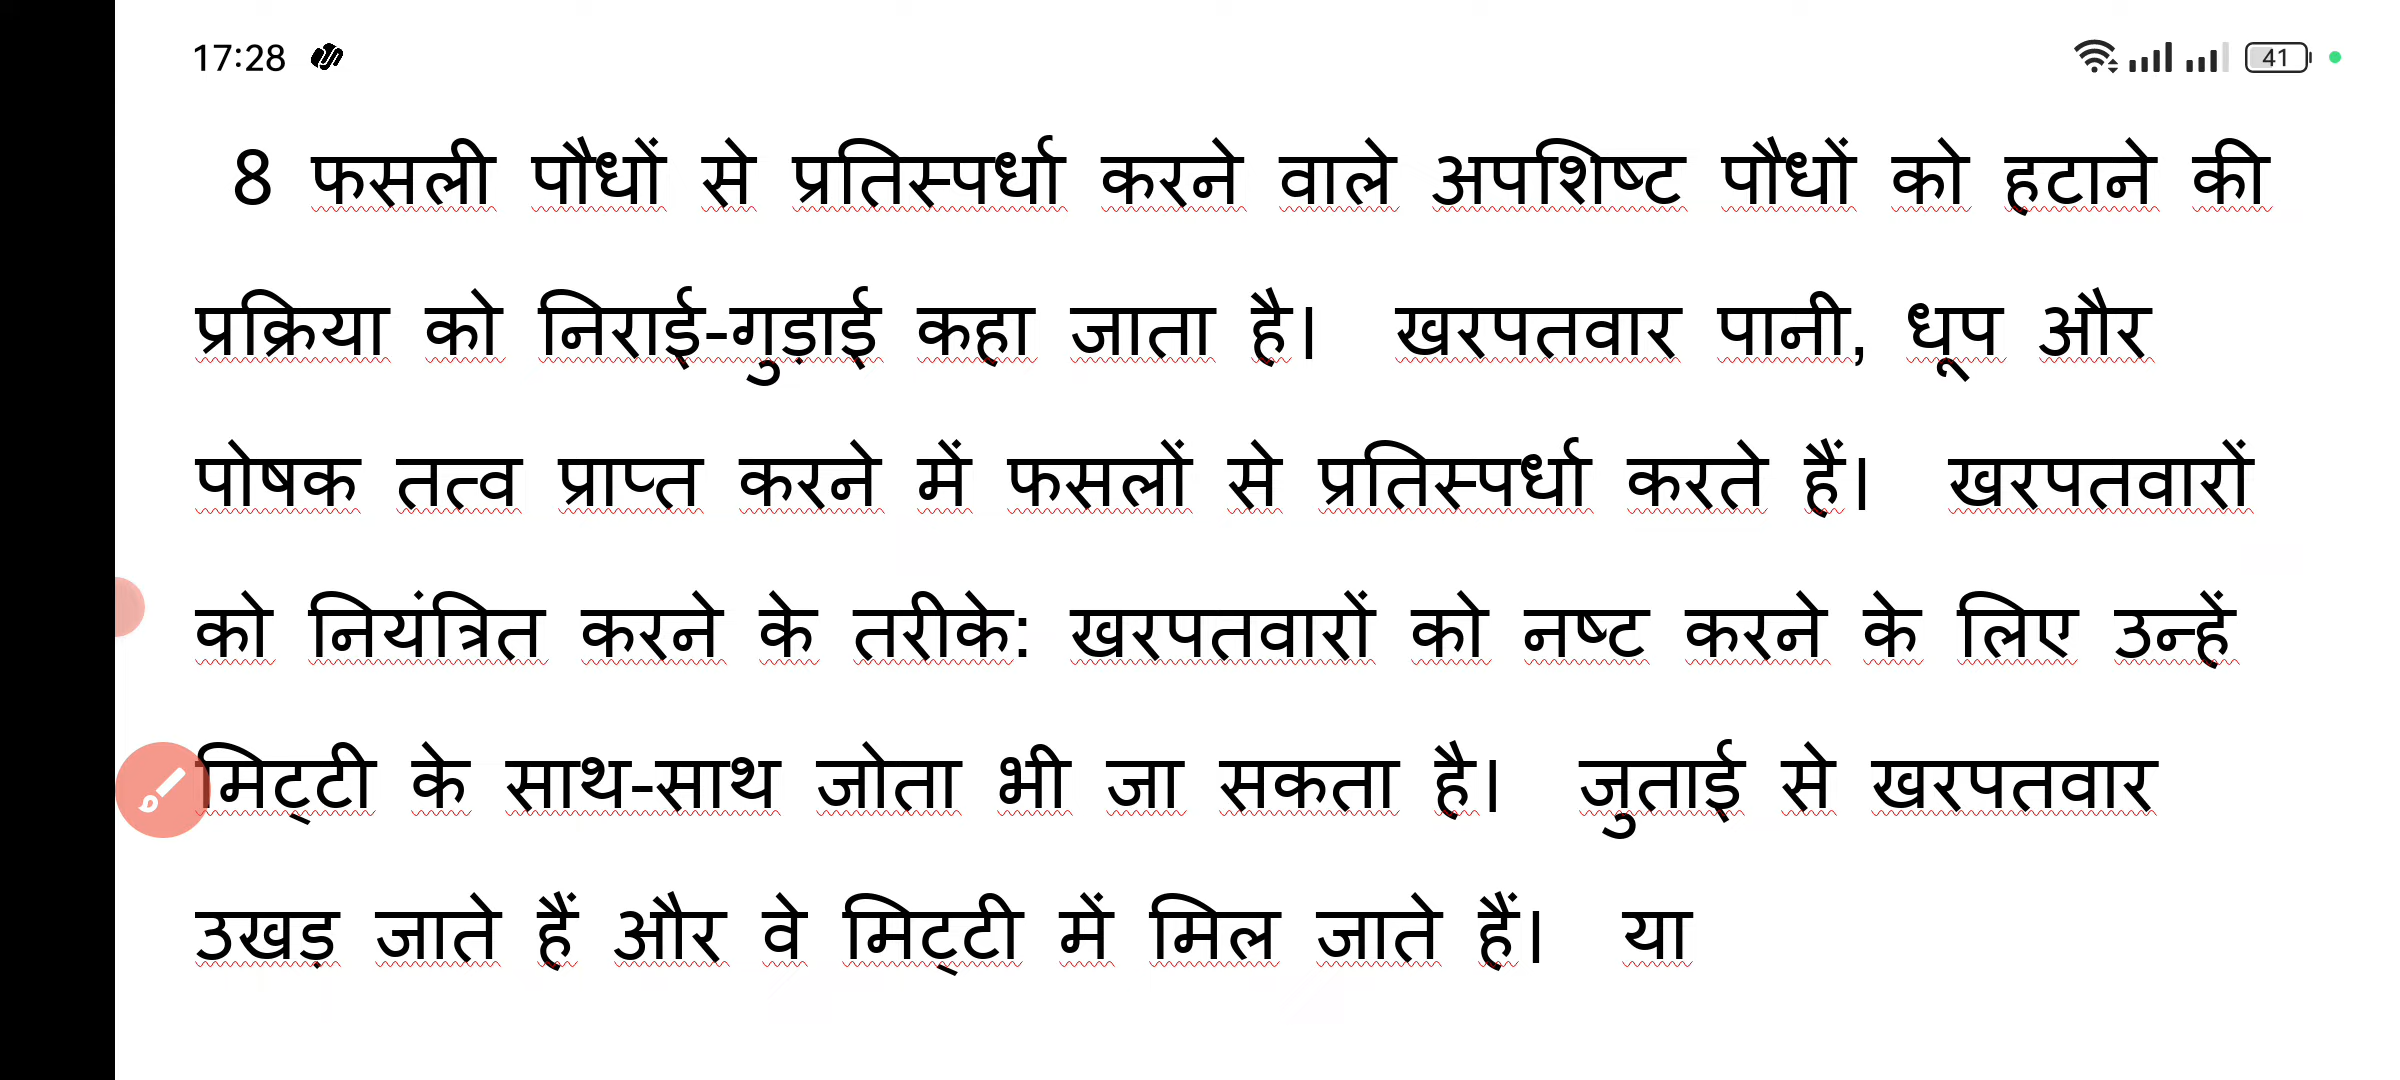 17:28
41
8 फसली पौधों से प्रतिस्पर्धा करने वाले अपशिष्ट पौधों को हटाने की
प्रक्रिया को निराई-गुड़ाई कहा जाता है। खरपतवार पानी, धूप और
पोषक तत्व प्राप्त करने में फसलों से प्रतिस्पर्धा करते हैं। खरपतवारों
को नियंत्रित करने के तरीके: खरपतवारों को नष्ट करने के लिए उन्हें
मिट्टी के साथ-साथ जोता भी जा सकता है। जुताई से खरपतवार
उखड़ जाते हैं और वे मिट्टी में मिल जाते हैं। या